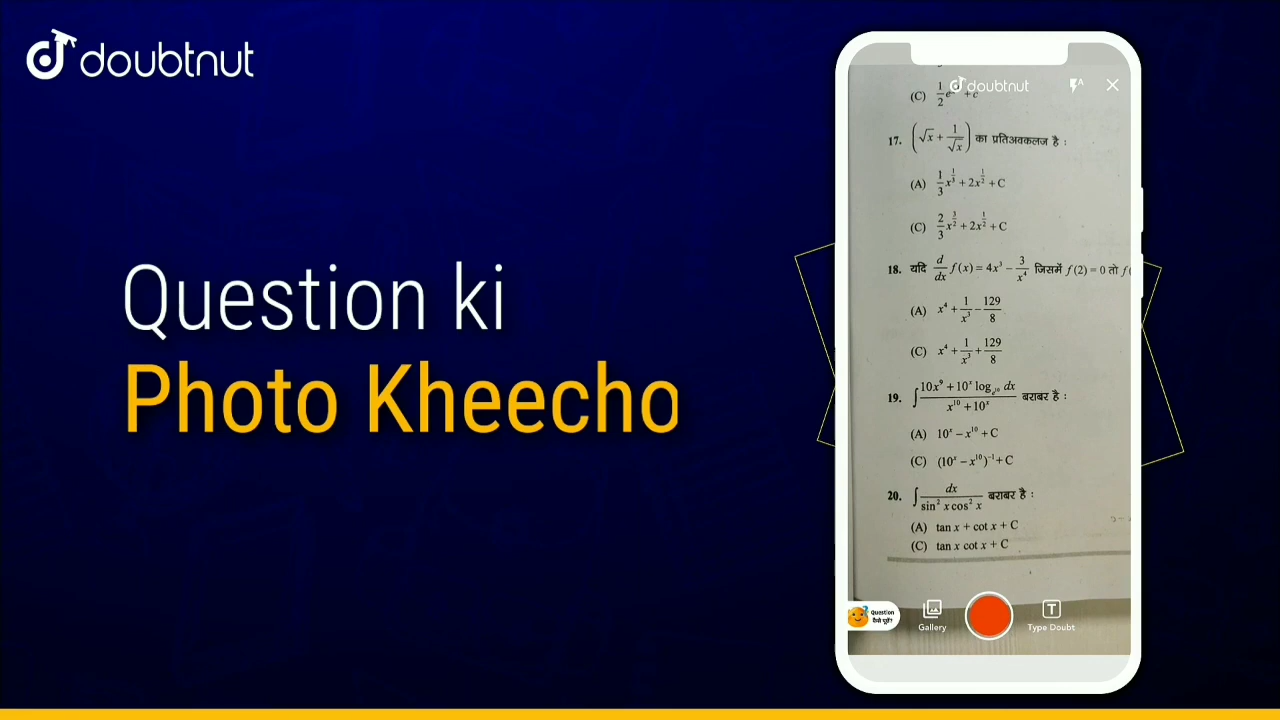 doubtnut
Question ki
Photo Kheecho
doubtnut
(C) 1/2 e + c
17. (√x + 1/√x) का प्रतिअवकलज है :
(A) 1/3 x^(1/3) + 2x^(1/2) + C
(C) 2/3 x^(3/2) + 2x^(1/2) + C
18. यदि d/dx f(x) = 4x³ − 3/x⁴ जिसमें f(2) = 0 तो f(
(A) x⁴ + 1/x³ − 129/8
(C) x⁴ + 1/x³ + 129/8
19. ∫ (10x⁹ + 10ˣ log_e 10 dx)/(x¹⁰ + 10ˣ) बराबर है :
(A) 10ˣ − x¹⁰ + C
(C) (10ˣ − x¹⁰)⁻¹ + C
20. ∫ dx/(sin² x cos² x) बराबर है :
(A) tan x + cot x + C
(C) tan x cot x + C
Question
कैसे पूछें?
Gallery
Type Doubt